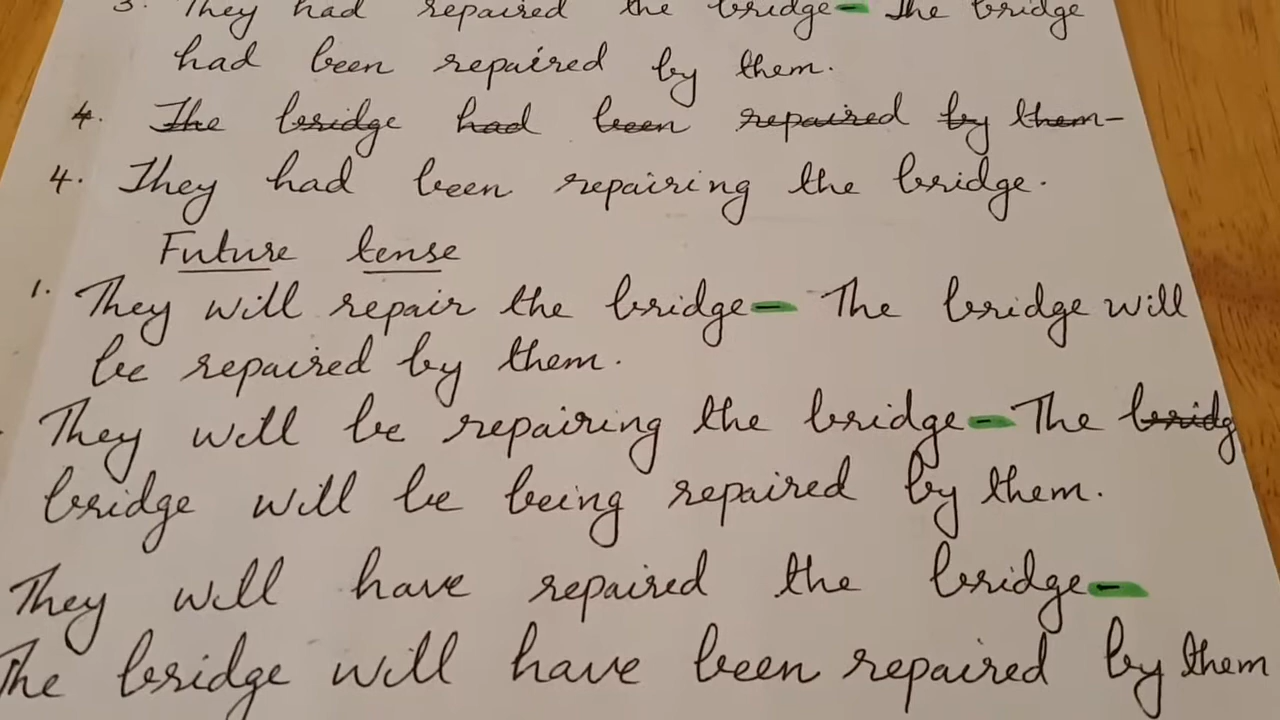 3. They had repaired the bridge - The bridge
had been repaired by them.
4. The bridge had been repaired by them-
4. They had been repairing the bridge.
Future tense
1. They will repair the bridge - The bridge will
be repaired by them.
They will be repairing the bridge - The bridg
bridge will be being repaired by them.
They will have repaired the bridge -
The bridge will have been repaired by them